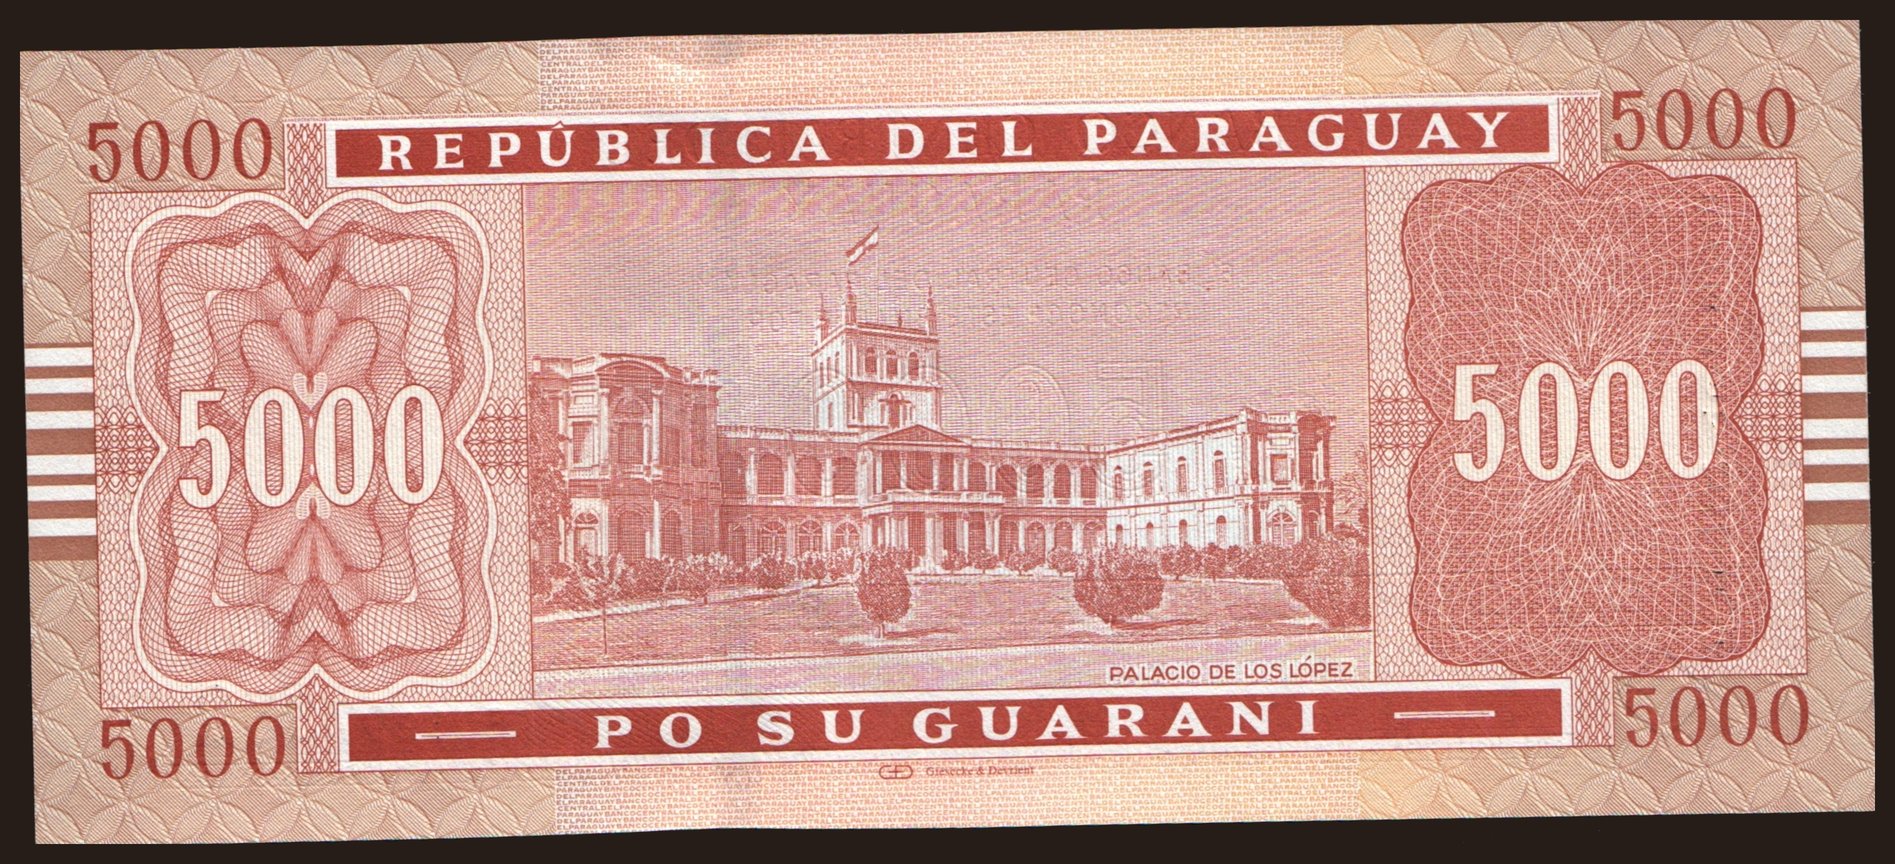 5000 REPÚBLICA DEL PARAGUAY 5000
5000 5000
PALACIO DE LOS LÓPEZ
5000 PO SU GUARANI 5000
Giesecke & Devrient